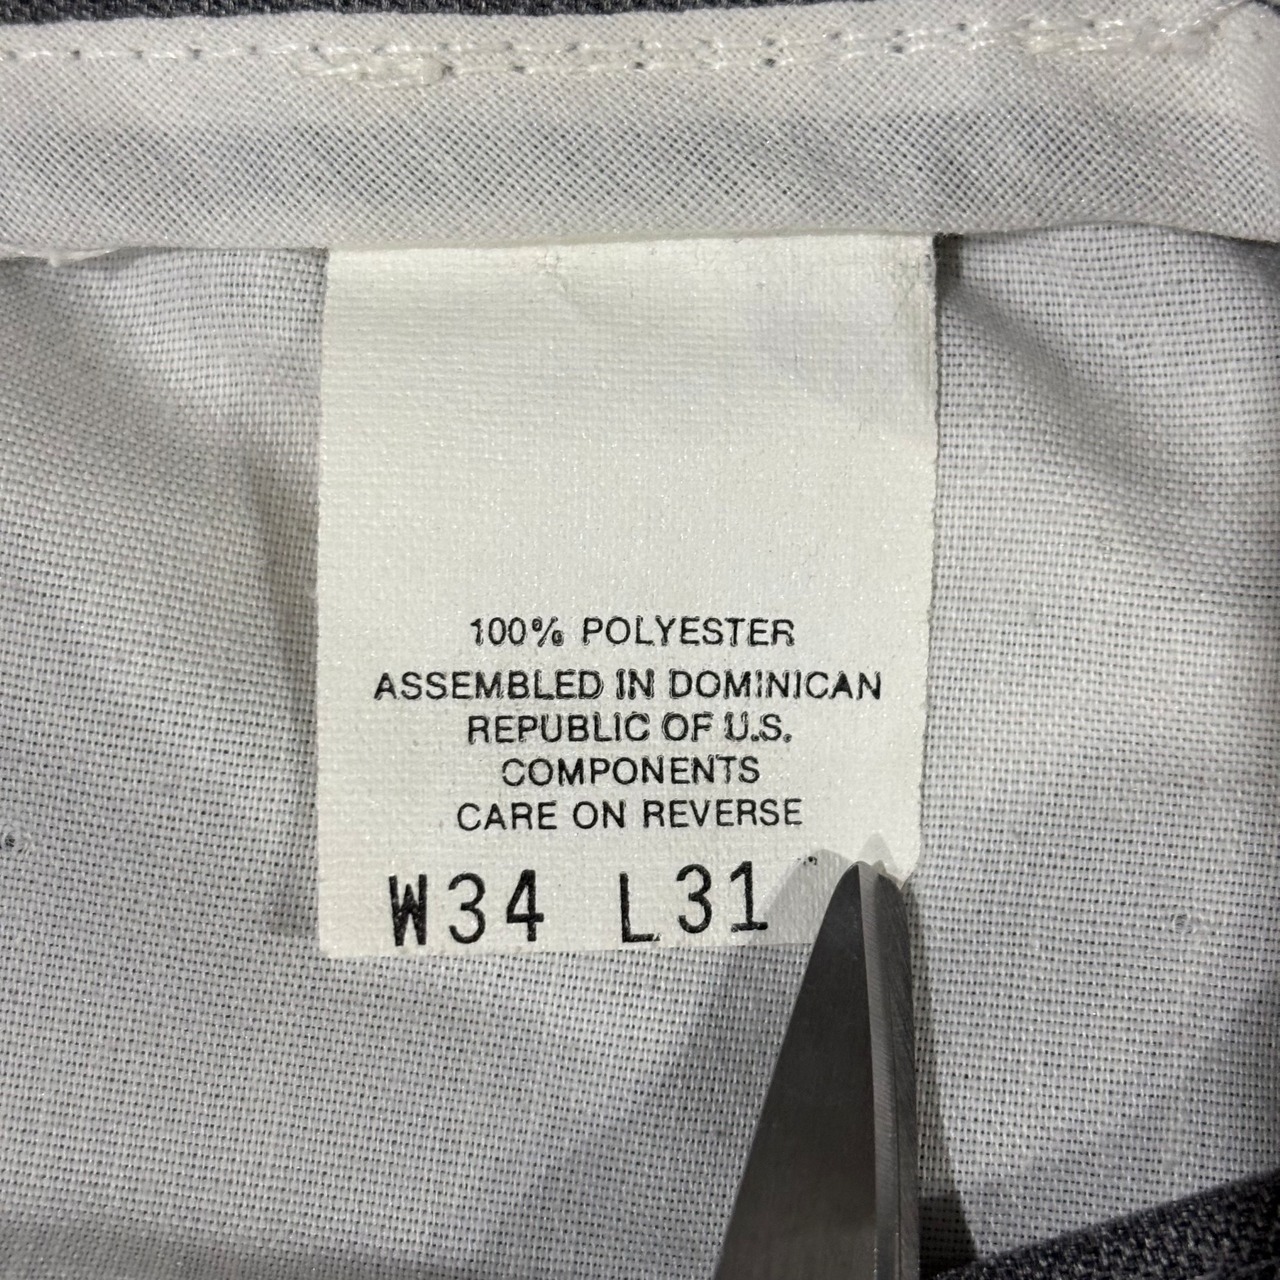 100% POLYESTER
ASSEMBLED IN DOMINICAN
REPUBLIC OF U.S.
COMPONENTS
CARE ON REVERSE
W34 L31